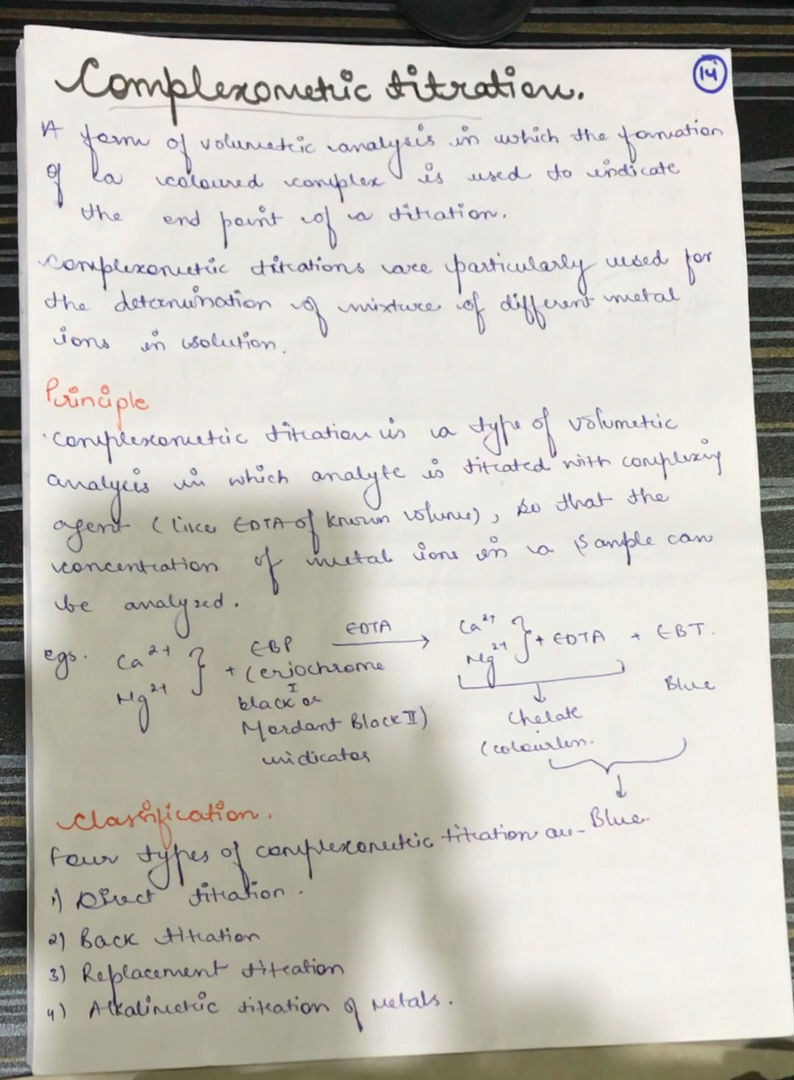 Complexometric titration.
14
A form of volumetric analysis in which the formation
of a coloured complex is used to indicate
the end point of a titration.
Complexometric titrations are particularly used for
the determination of mixture of different metal
ions in solution.
Principle
Complexometric titration is a type of volumetric
analysis in which analyte is titrated with complexing
agent (like EDTA of known volume), so that the
concentration of metal ions in a sample can
be analyzed.
egs. Ca²⁺ Mg²⁺ } + EBP EDTA → Ca²⁺ Mg²⁺ } + EDTA + EBT.
(eriochrome
black I or
Mordant Black II)
indicator
Blue
Chelate
(colourless.
Blue
Classification.
Four types of complexometric titration are-
1) Direct titration.
2) Back titration
3) Replacement titration
4) Alkalimetric titration of Metals.